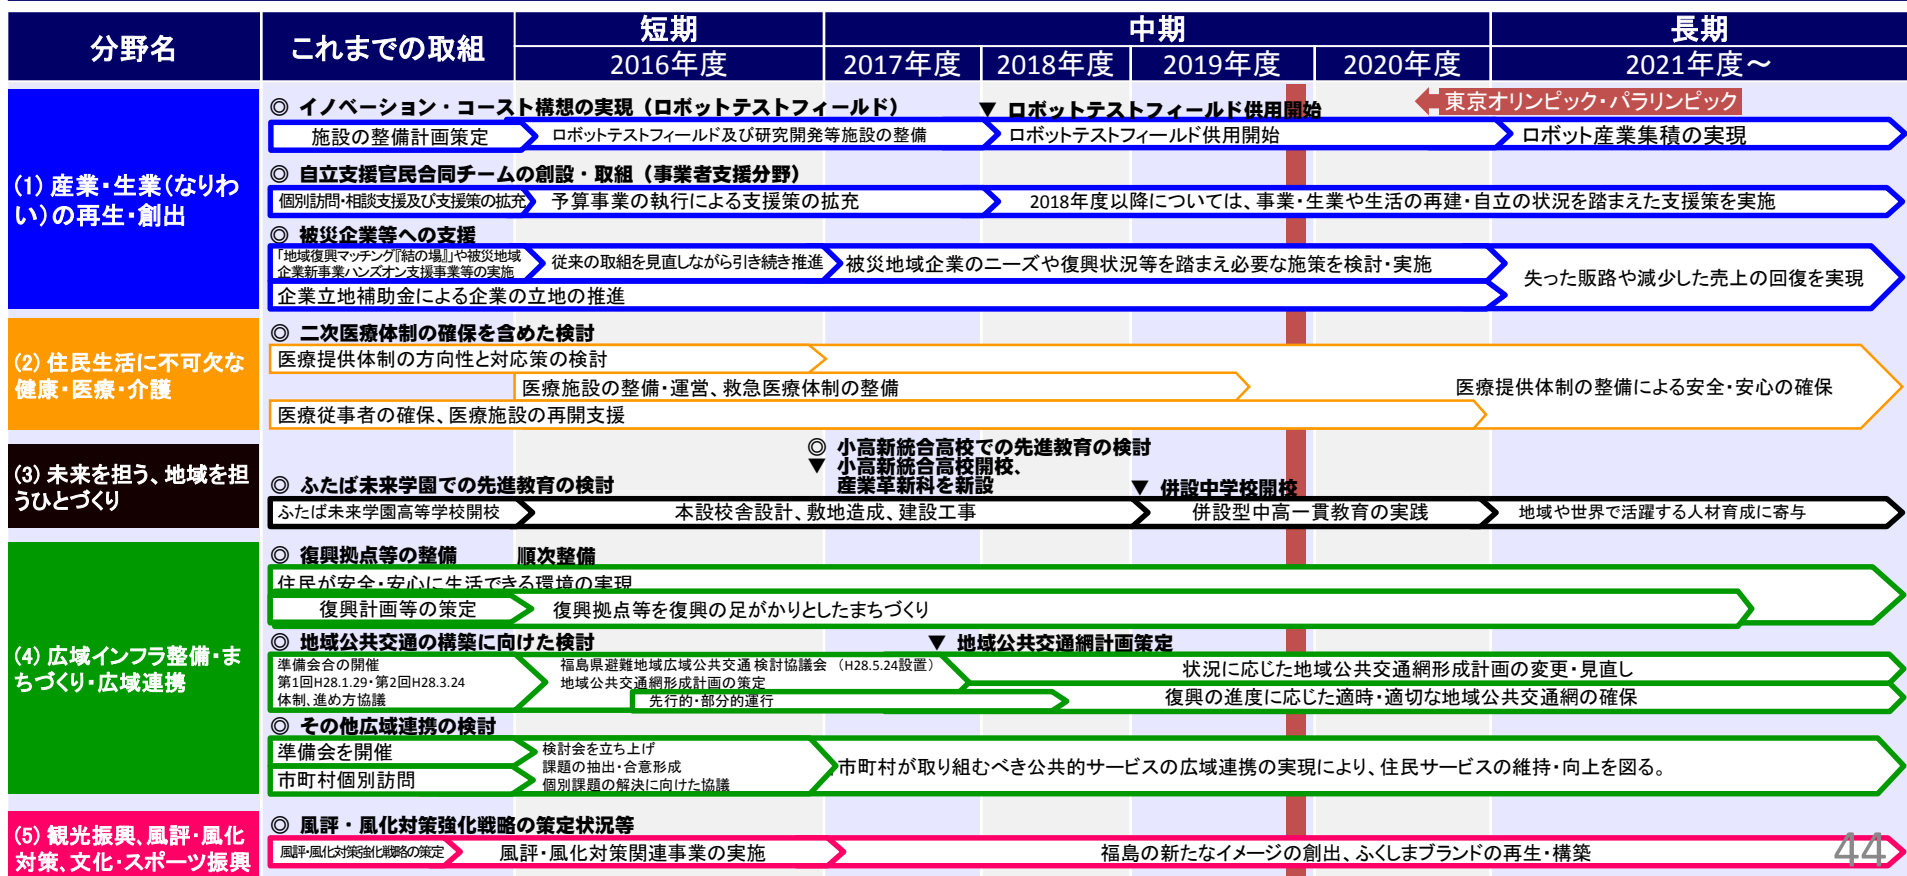 分野名
これまでの取組
短期
中期
長期
2016年度
2017年度
2018年度
2019年度
2020年度
2021年度～
東京オリンピック・パラリンピック
(1) 産業・生業(なりわ
い)の再生・創出
◎ イノベーション・コースト構想の実現（ロボットテストフィールド）
▼ ロボットテストフィールド供用開始
施設の整備計画策定
ロボットテストフィールド及び研究開発等施設の整備
ロボットテストフィールド供用開始
ロボット産業集積の実現
◎ 自立支援官民合同チームの創設・取組（事業者支援分野）
個別訪問・相談支援及び支援策の拡充
予算事業の執行による支援策の拡充
2018年度以降については、事業・生業や生活の再建・自立の状況を踏まえた支援策を実施
◎ 被災企業等への支援
「地域復興マッチング『結の場』」や被災地域
企業新事業ハンズオン支援事業等の実施
従来の取組を見直しながら引き続き推進
被災地域企業のニーズや復興状況等を踏まえ必要な施策を検討・実施
失った販路や減少した売上の回復を実現
企業立地補助金による企業の立地の推進
(2) 住民生活に不可欠な
健康・医療・介護
◎ 二次医療体制の確保を含めた検討
医療提供体制の方向性と対応策の検討
医療施設の整備・運営、救急医療体制の整備
医療提供体制の整備による安全・安心の確保
医療従事者の確保、医療施設の再開支援
(3) 未来を担う、地域を担
うひとづくり
◎ 小高新統合高校での先進教育の検討
▼ 小高新統合高校開校、
産業革新科を新設
◎ ふたば未来学園での先進教育の検討
▼ 併設中学校開校
ふたば未来学園高等学校開校
本設校舎設計、敷地造成、建設工事
併設型中高一貫教育の実践
地域や世界で活躍する人材育成に寄与
(4) 広域インフラ整備・ま
ちづくり・広域連携
◎ 復興拠点等の整備
順次整備
住民が安全・安心に生活できる環境の実現
復興計画等の策定
復興拠点等を復興の足がかりとしたまちづくり
◎ 地域公共交通の構築に向けた検討
▼ 地域公共交通網計画策定
準備会合の開催
第1回H28.1.29・第2回H28.3.24
体制、進め方協議
福島県避難地域広域公共交通検討協議会（H28.5.24設置）
地域公共交通網形成計画の策定
先行的・部分的運行
状況に応じた地域公共交通網形成計画の変更・見直し
復興の進度に応じた適時・適切な地域公共交通網の確保
◎ その他広域連携の検討
準備会を開催
市町村個別訪問
検討会を立ち上げ
課題の抽出・合意形成
個別課題の解決に向けた協議
市町村が取り組むべき公共的サービスの広域連携の実現により、住民サービスの維持・向上を図る。
(5) 観光振興、風評・風化
対策、文化・スポーツ振興
◎ 風評・風化対策強化戦略の策定状況等
風評・風化対策強化戦略の策定
風評・風化対策関連事業の実施
福島の新たなイメージの創出、ふくしまブランドの再生・構築
44